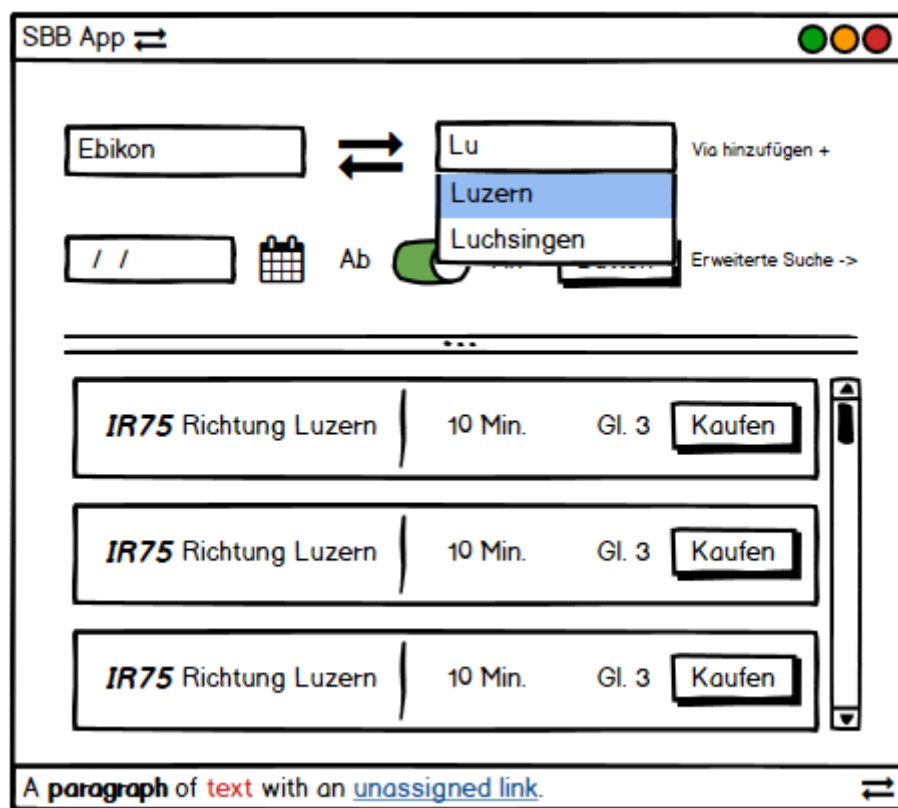 SBB App
Ebikon
Lu
Via hinzufügen +
Luzern
Luchsingen
/ /
Ab
Erweiterte Suche ->
IR75 Richtung Luzern
10 Min.
Gl. 3
Kaufen
IR75 Richtung Luzern
10 Min.
Gl. 3
Kaufen
IR75 Richtung Luzern
10 Min.
Gl. 3
Kaufen
A paragraph of text with an unassigned link.